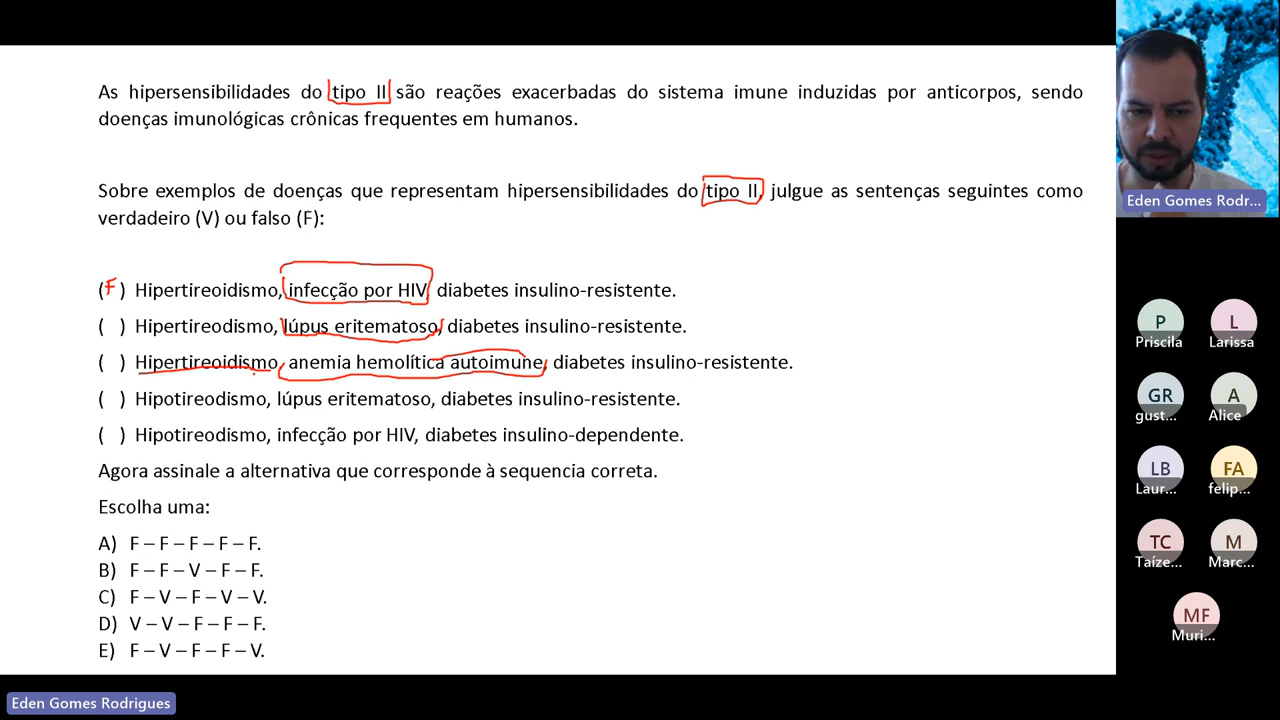 As hipersensibilidades do tipo II são reações exacerbadas do sistema imune induzidas por anticorpos, sendo
doenças imunológicas crônicas frequentes em humanos.
Sobre exemplos de doenças que representam hipersensibilidades do tipo II, julgue as sentenças seguintes como
verdadeiro (V) ou falso (F):
(F) Hipertireoidismo, infecção por HIV, diabetes insulino-resistente.
( ) Hipertireodismo, lúpus eritematoso, diabetes insulino-resistente.
( ) Hipertireoidismo, anemia hemolítica autoimune, diabetes insulino-resistente.
( ) Hipotireodismo, lúpus eritematoso, diabetes insulino-resistente.
( ) Hipotireodismo, infecção por HIV, diabetes insulino-dependente.
Agora assinale a alternativa que corresponde à sequencia correta.
Escolha uma:
A) F – F – F – F – F.
B) F – F – V – F – F.
C) F – V – F – V – V.
D) V – V – F – F – F.
E) F – V – F – F – V.
Eden Gomes Rodrigues
Eden Gomes Rodr...
P L
Priscila Larissa
GR A
gust... Alice
LB FA
Laur... felip...
TC M
Taíze... Marc...
MF
Muri...